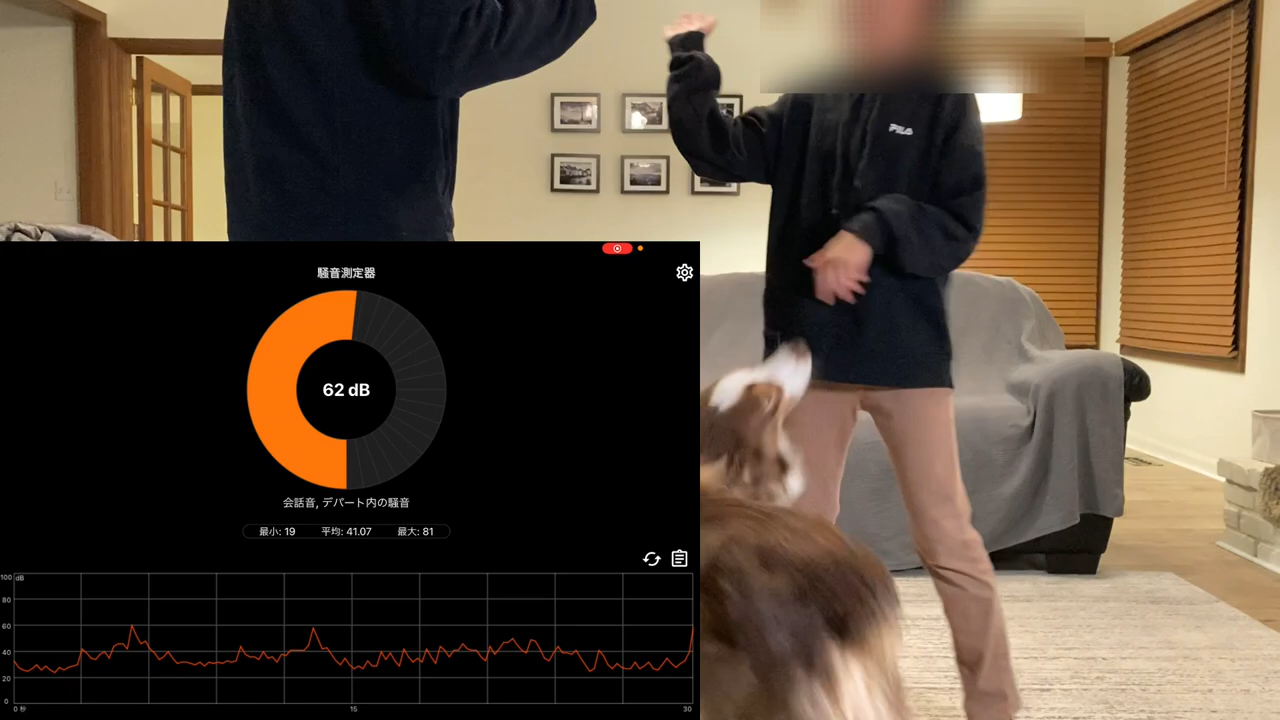 FILA
騒音測定器
62 dB
会話音, デパート内の騒音
最小: 19 平均: 41.07 最大: 81
100 dB
80
60
40
20
0
0 秒 15 30